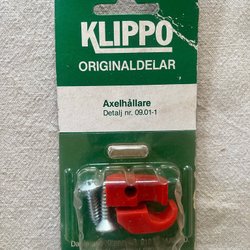 KLIPPO
ORIGINALDELAR
Axelhållare
Detalj nr. 09.01-1